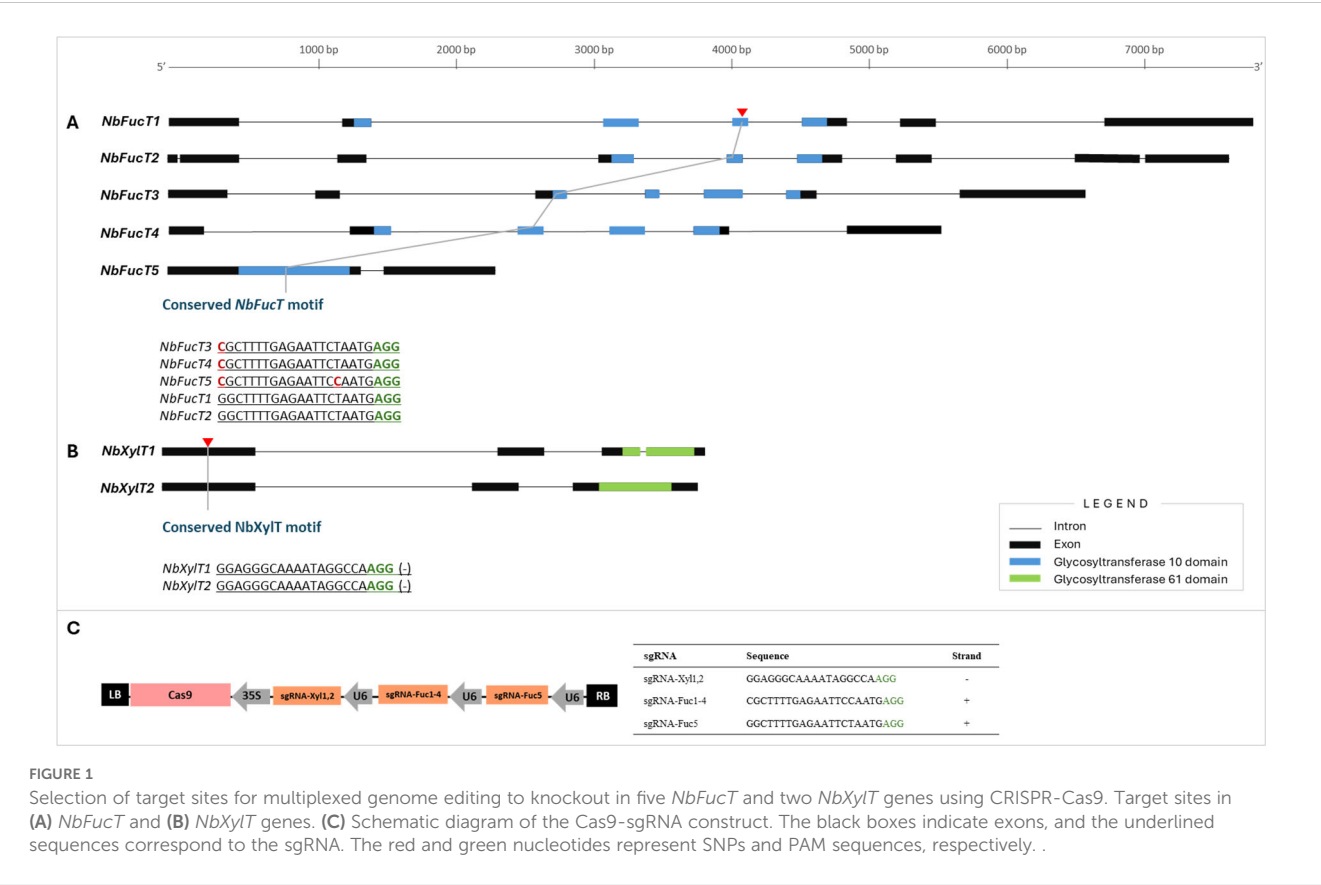 1000 bp 2000 bp 3000 bp 4000 bp 5000 bp 6000 bp 7000 bp
5’ 3’
A NbFucT1
NbFucT2
NbFucT3
NbFucT4
NbFucT5
Conserved NbFucT motif
NbFucT3 CGCTTTTGAGAATTCTAATGAGG
NbFucT4 CGCTTTTGAGAATTCTAATGAGG
NbFucT5 CGCTTTTGAGAATTCCAATGAGG
NbFucT1 GGCTTTTGAGAATTCTAATGAGG
NbFucT2 GGCTTTTGAGAATTCTAATGAGG
B NbXylT1
NbXylT2
Conserved NbXylT motif
NbXylT1 GGAGGGCAAAATAGGCCAAGG (-)
NbXylT2 GGAGGGCAAAATAGGCCAAGG (-)
LEGEND
Intron
Exon
Glycosyltransferase 10 domain
Glycosyltransferase 61 domain
C
LB Cas9 35S sgRNA-Xyl1,2 U6 sgRNA-Fuc1-4 U6 sgRNA-Fuc5 U6 RB
sgRNA Sequence Strand
sgRNA-Xyl1,2 GGAGGGCAAAATAGGCCAAGG -
sgRNA-Fuc1-4 CGCTTTTGAGAATTCCAATGAGG +
sgRNA-Fuc5 GGCTTTTGAGAATTCTAATGAGG +
FIGURE 1
Selection of target sites for multiplexed genome editing to knockout in five NbFucT and two NbXylT genes using CRISPR-Cas9. Target sites in
(A) NbFucT and (B) NbXylT genes. (C) Schematic diagram of the Cas9-sgRNA construct. The black boxes indicate exons, and the underlined
sequences correspond to the sgRNA. The red and green nucleotides represent SNPs and PAM sequences, respectively. .